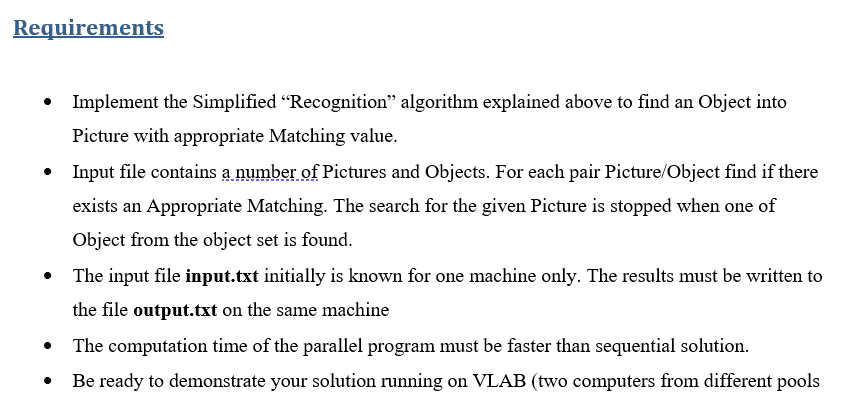 Requirements
• Implement the Simplified “Recognition” algorithm explained above to find an Object into
Picture with appropriate Matching value.
• Input file contains a number of Pictures and Objects. For each pair Picture/Object find if there
exists an Appropriate Matching. The search for the given Picture is stopped when one of
Object from the object set is found.
• The input file input.txt initially is known for one machine only. The results must be written to
the file output.txt on the same machine
• The computation time of the parallel program must be faster than sequential solution.
• Be ready to demonstrate your solution running on VLAB (two computers from different pools